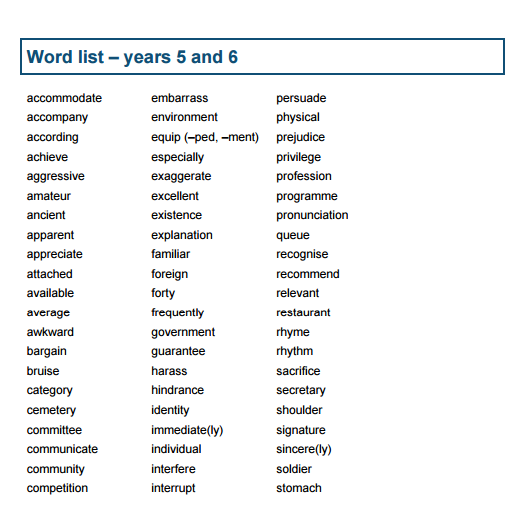 Word list – years 5 and 6
accommodate
accompany
according
achieve
aggressive
amateur
ancient
apparent
appreciate
attached
available
average
awkward
bargain
bruise
category
cemetery
committee
communicate
community
competition
embarrass
environment
equip (–ped, –ment)
especially
exaggerate
excellent
existence
explanation
familiar
foreign
forty
frequently
government
guarantee
harass
hindrance
identity
immediate(ly)
individual
interfere
interrupt
persuade
physical
prejudice
privilege
profession
programme
pronunciation
queue
recognise
recommend
relevant
restaurant
rhyme
rhythm
sacrifice
secretary
shoulder
signature
sincere(ly)
soldier
stomach